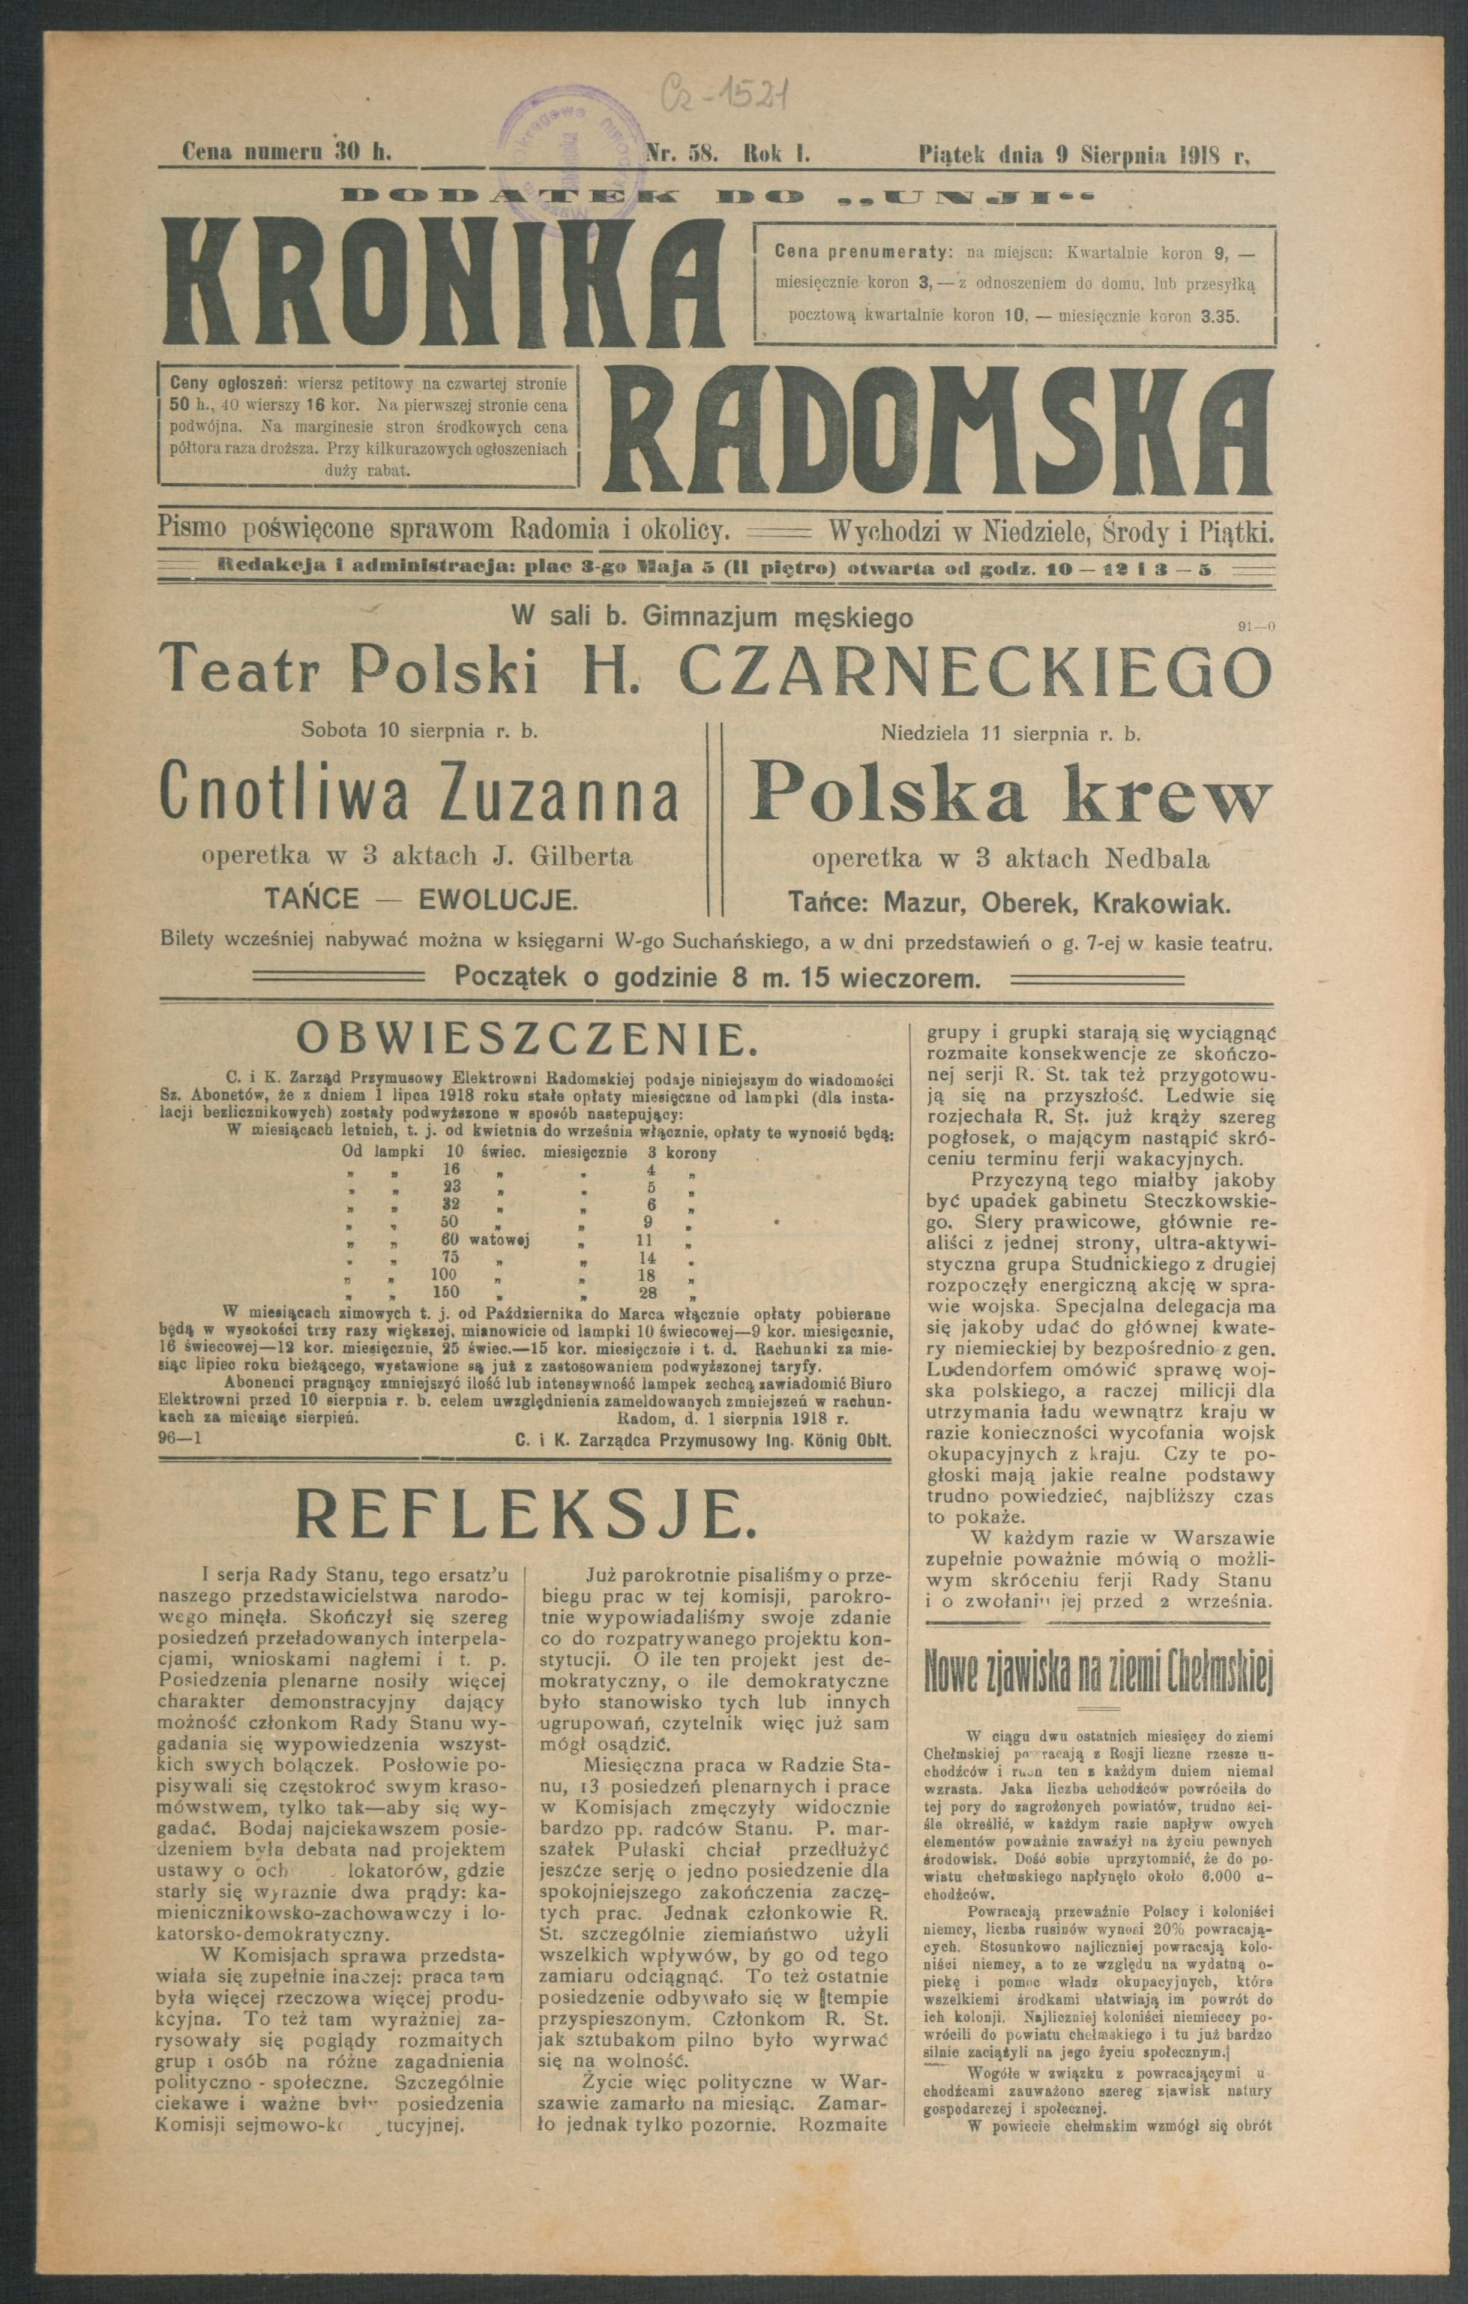 Cz-1521
Cena numeru 30 h.
Nr. 58. Rok I.
Piątek dnia 9 Sierpnia 1918 r.
DODATEK DO „UNJI“
KRONIKA
Cena prenumeraty: na miejscu: Kwartalnie koron 9, —
miesięcznie koron 3, — z odnoszeniem do domu, lub przesyłką
pocztową kwartalnie koron 10, — miesięcznie koron 3.35.
Ceny ogłoszeń: wiersz petitowy na czwartej stronie
50 h., 40 wierszy 16 kor. Na pierwszej stronie cena
podwójna. Na marginesie stron środkowych cena
półtora raza droższa. Przy kilkurazowych ogłoszeniach
duży rabat.
RADOMSKA
Pismo poświęcone sprawom Radomia i okolicy. Wychodzi w Niedziele, Środy i Piątki.
Redakcja i administracja: plac 3-go Maja 5 (II piętro) otwarta od godz. 10 — 12 i 3 — 5
W sali b. Gimnazjum męskiego
91—0
Teatr Polski H. CZARNECKIEGO
Sobota 10 sierpnia r. b.
Cnotliwa Zuzanna
operetka w 3 aktach J. Gilberta
TAŃCE — EWOLUCJE.
Niedziela 11 sierpnia r. b.
Polska krew
operetka w 3 aktach Nedbala
Tańce: Mazur, Oberek, Krakowiak.
Bilety wcześniej nabywać można w księgarni W-go Suchańskiego, a w dni przedstawień o g. 7-ej w kasie teatru.
Początek o godzinie 8 m. 15 wieczorem.
OBWIESZCZENIE.
C. i K. Zarząd Przymusowy Elektrowni Radomskiej podaje niniejszym do wiadomości
Sz. Abonetów, że z dniem 1 lipca 1918 roku stałe opłaty miesięczne od lampki (dla insta-
lacji bezlicznikowych) zostały podwyższone w sposób nastepujący:
W miesiącach letnich, t. j. od kwietnia do września włącznie, opłaty te wynosić będą:
Od lampki 10 świec. miesięcznie 3 korony
„ „ 16 „ „ 4 „
„ „ 23 „ „ 5 „
„ „ 32 „ „ 6 „
„ „ 50 „ „ 9 „
„ „ 60 watowej „ 11 „
„ „ 75 „ „ 14 „
„ „ 100 „ „ 18 „
„ „ 150 „ „ 28 „
W miesiącach zimowych t. j. od Października do Marca włącznie opłaty pobierane
będą w wysokości trzy razy większej, mianowicie od lampki 10 świecowej—9 kor. miesięcznie,
16 świecowej—12 kor. miesięcznie, 25 świec.—15 kor. miesięcznie i t. d. Rachunki za mie-
siąc lipiec roku bieżącego, wystawione są już z zastosowaniem podwyższonej taryfy.
Abonenci pragnący zmniejszyć ilość lub intensywność lampek zechcą zawiadomić Biuro
Elektrowni przed 10 sierpnia r. b. celem uwzględnienia zameldowanych zmniejszeń w rachun-
kach za miesiąc sierpień. Radom, d. 1 sierpnia 1918 r.
96—1 C. i K. Zarządca Przymusowy Ing. König Oblt.
REFLEKSJE.
I serja Rady Stanu, tego ersatz’u
naszego przedstawicielstwa narodo-
wego minęła. Skończył się szereg
posiedzeń przeładowanych interpela-
cjami, wnioskami nagłemi i t. p.
Posiedzenia plenarne nosiły więcej
charakter demonstracyjny dający
możność członkom Rady Stanu wy-
gadania się wypowiedzenia wszyst-
kich swych bolączek. Posłowie po-
pisywali się częstokroć swym kraso-
mówstwem, tylko tak—aby się wy-
gadać. Bodaj najciekawszem posie-
dzeniem była debata nad projektem
ustawy o och lokatorów, gdzie
starły się wyraznie dwa prądy: ka-
mienicznikowsko-zachowawczy i lo-
katorsko-demokratyczny.
W Komisjach sprawa przedsta-
wiała się zupełnie inaczej: praca tam
była więcej rzeczowa więcej produ-
kcyjna. To też tam wyraźniej za-
rysowały się poglądy rozmaitych
grup i osób na różne zagadnienia
polityczno - społeczne. Szczególnie
ciekawe i ważne były posiedzenia
Komisji sejmowo-ko tucyjnej.
Już parokrotnie pisaliśmy o prze-
biegu prac w tej komisji, parokro-
tnie wypowiadaliśmy swoje zdanie
co do rozpatrywanego projektu kon-
stytucji. O ile ten projekt jest de-
mokratyczny, o ile demokratyczne
było stanowisko tych lub innych
ugrupowań, czytelnik więc już sam
mógł osądzić.
Miesięczna praca w Radzie Sta-
nu, 13 posiedzeń plenarnych i prace
w Komisjach zmęczyły widocznie
bardzo pp. radców Stanu. P. mar-
szałek Pułaski chciał przedłużyć
jeszcze serję o jedno posiedzenie dla
spokojniejszego zakończenia zaczę-
tych prac. Jednak członkowie R.
St. szczególnie ziemiaństwo użyli
wszelkich wpływów, by go od tego
zamiaru odciągnąć. To też ostatnie
posiedzenie odbywało się w tempie
przyspieszonym. Członkom R. St.
jak sztubakom pilno było wyrwać
się na wolność.
Życie więc polityczne w War-
szawie zamarło na miesiąc. Zamar-
ło jednak tylko pozornie. Rozmaite
grupy i grupki starają się wyciągnąć
rozmaite konsekwencje ze skończo-
nej serji R. St. tak też przygotowu-
ją się na przyszłość. Ledwie się
rozjechała R. St. już krąży szereg
pogłosek, o mającym nastąpić skró-
ceniu terminu ferji wakacyjnych.
Przyczyną tego miałby jakoby
być upadek gabinetu Steczkowskie-
go. Sfery prawicowe, głównie re-
aliści z jednej strony, ultra-aktywi-
styczna grupa Studnickiego z drugiej
rozpoczęły energiczną akcję w spra-
wie wojska. Specjalna delegacja ma
się jakoby udać do głównej kwate-
ry niemieckiej by bezpośrednio z gen.
Ludendorfem omówić sprawę woj-
ska polskiego, a raczej milicji dla
utrzymania ładu wewnątrz kraju w
razie konieczności wycofania wojsk
okupacyjnych z kraju. Czy te po-
głoski mają jakie realne podstawy
trudno powiedzieć, najbliższy czas
to pokaże.
W każdym razie w Warszawie
zupełnie poważnie mówią o możli-
wym skróceniu ferji Rady Stanu
i o zwołaniu jej przed 2 września.
Nowe zjawiska na ziemi Chełmskiej
W ciągu dwu ostatnich miesięcy do ziemi
Chełmskiej powracają z Rosji liczne rzesze u-
chodźców i ruch ten z każdym dniem niemal
wzrasta. Jaka liczba uchodźców powróciła do
tej pory do zagrożonych powiatów, trudno ści-
śle określić, w każdym razie napływ owych
elementów poważnie zaważył na życiu pewnych
środowisk. Dość sobie uprzytomnić, że do po-
wiatu chełmskiego napłynęło około 6.000 u-
chodźców.
Powracają przeważnie Polacy i koloniści
niemcy, liczba rusinów wynosi 20% powracają-
cych. Stosunkowo najliczniej powracają kolo-
niści niemcy, a to ze względu na wydatną o-
piekę i pomoc władz okupacyjnych, które
wszelkiemi środkami ułatwiają im powrót do
ich kolonji. Najliczniej koloniści niemieccy po-
wrócili do powiatu chełmskiego i tu już bardzo
silnie zaciążyli na jego życiu społecznym.
Wogóle w związku z powracającymi u
chodźcami zauważono szereg zjawisk natury
gospodarczej i społecznej.
W powiecie chełmskim wzmógł się obrót